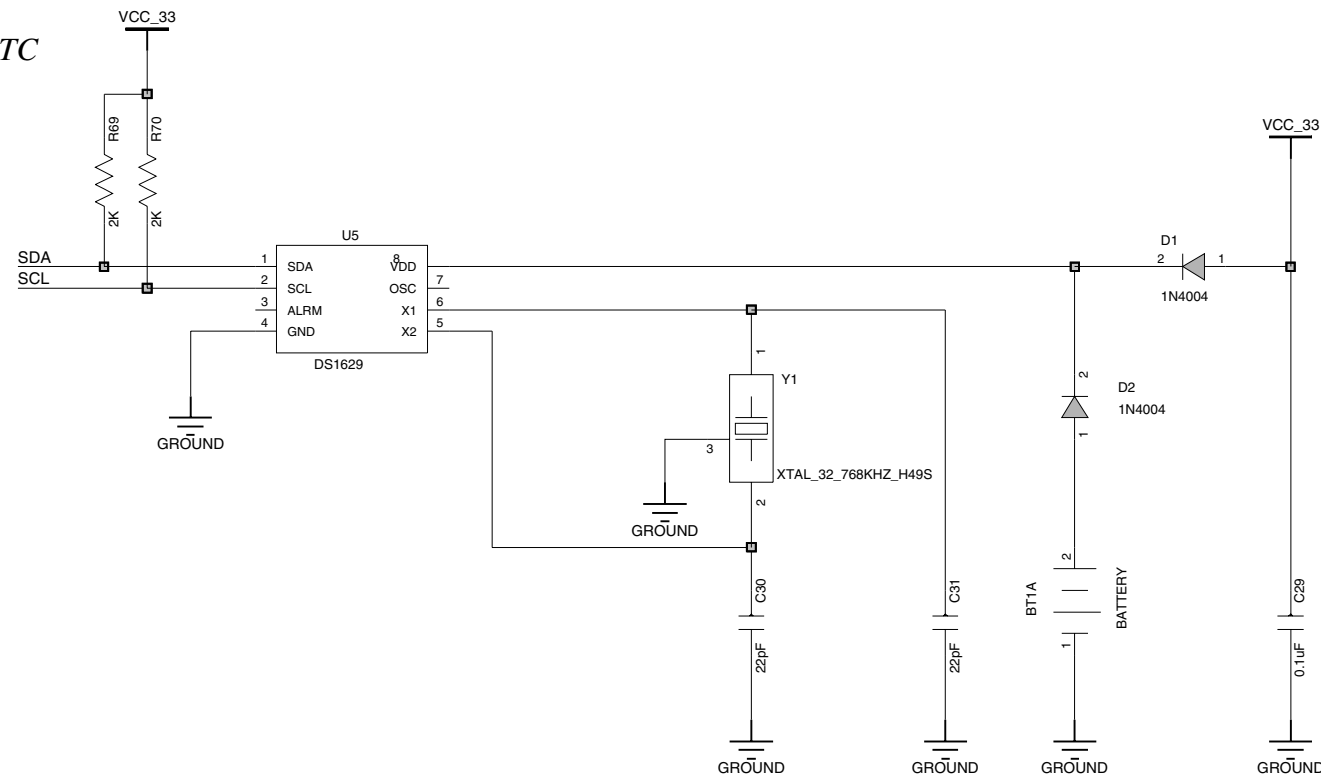 VCC_33
TC
R69
R70
2K
2K
VCC_33
SDA
SCL
U5
1 SDA
2 SCL
3 ALRM
4 GND
8
VDD
OSC 7
X1 6
X2 5
DS1629
GROUND
D1
2
1
1N4004
1
Y1
3
XTAL_32_768KHZ_H49S
2
GROUND
2
D2
1N4004
1
C30
22pF
C31
22pF
2
BT1A
BATTERY
1
C29
0.1uF
GROUND
GROUND
GROUND
GROUND